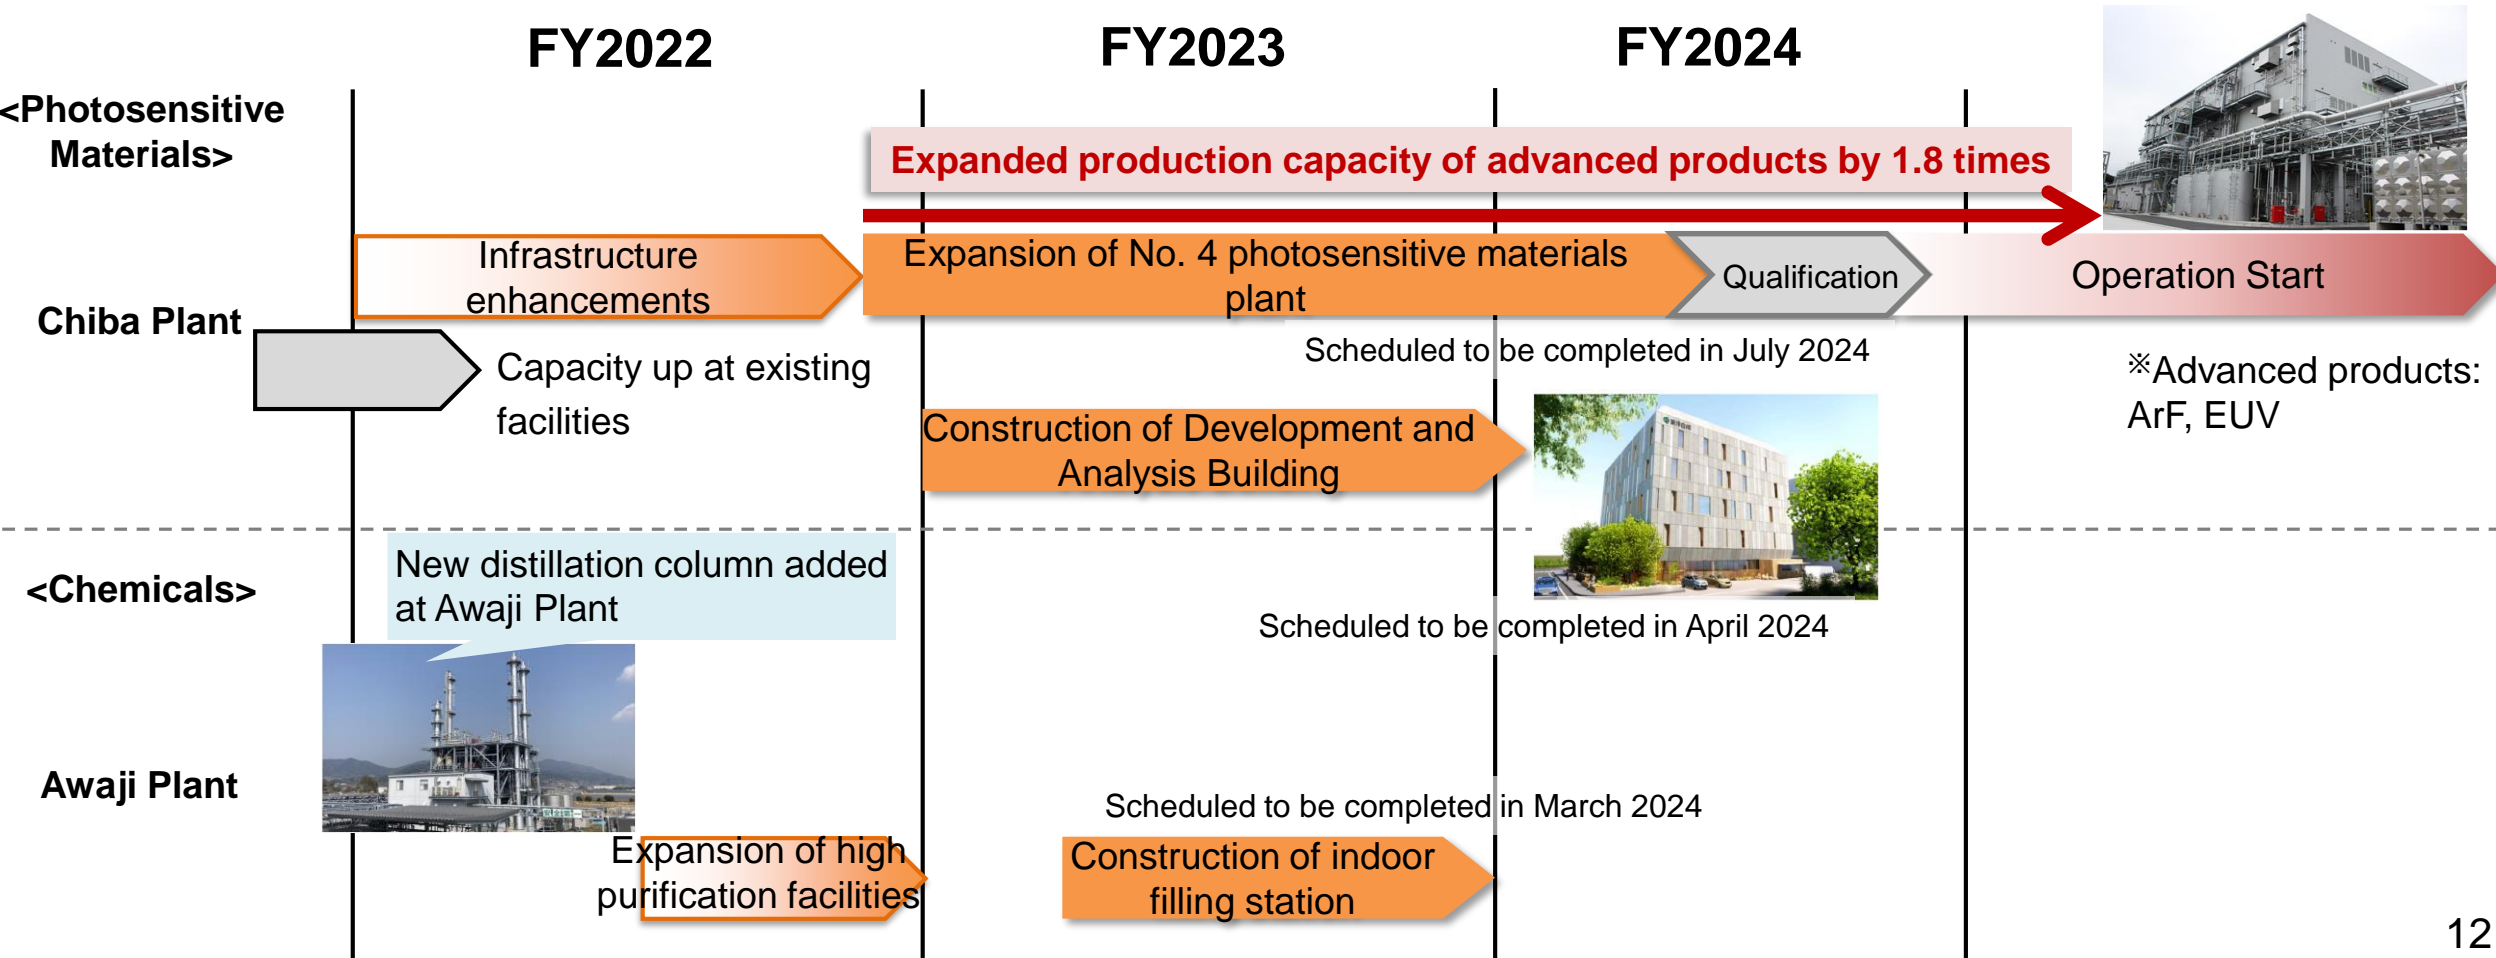 FY2022
FY2023
FY2024
<Photosensitive
Materials>
Expanded production capacity of advanced products by 1.8 times
Chiba Plant
Infrastructure
enhancements
Expansion of No. 4 photosensitive materials
plant
Qualification
Operation Start
Scheduled to be completed in July 2024
Capacity up at existing
facilities
※Advanced products:
ArF, EUV
Construction of Development and
Analysis Building
Scheduled to be completed in April 2024
<Chemicals>
New distillation column added
at Awaji Plant
Awaji Plant
Scheduled to be completed in March 2024
Expansion of high
purification facilities
Construction of indoor
filling station
12